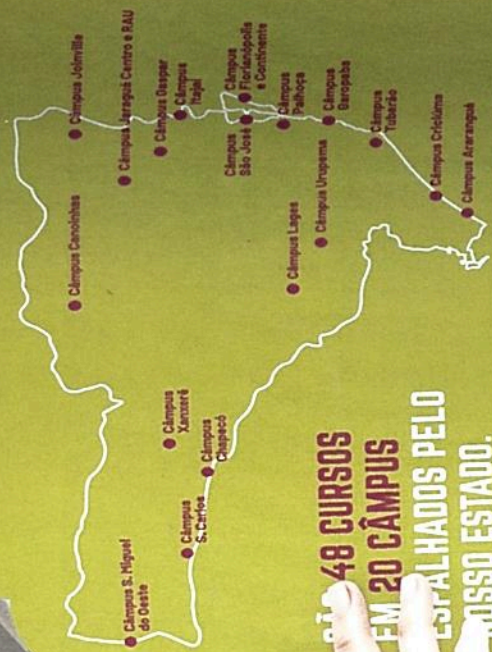 Câmpus Joinville
Câmpus Canoinhas
Câmpus Jaraguá Centro e RAU
Câmpus Gaspar
Câmpus
Itajaí
Câmpus
Xanxerê
Câmpus S. Miguel
do Oeste
Câmpus
S. Carlos
Câmpus
Chapecó
Câmpus
São José
Câmpus
Florianópolis
e Continente
Câmpus
Palhoça
Câmpus Lages
Câmpus Urupema
Câmpus
Garopaba
Câmpus
Tubarão
Câmpus Criciúma
Câmpus Araranguá
48 CURSOS
EM 20 CÂMPUS
ESPALHADOS PELO
NOSSO ESTADO.